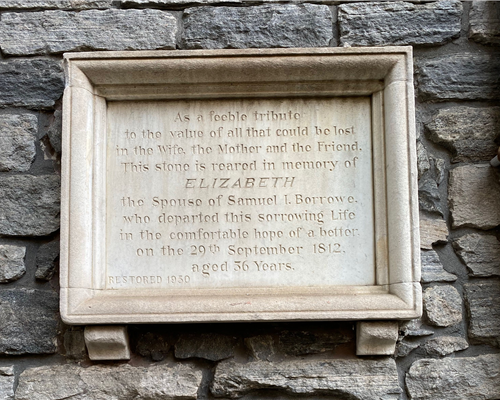 As a feeble tribute
to the value of all that could be lost
in the Wife, the Mother and the Friend.
This stone is reared in memory of
ELIZABETH
the Spouse of Samuel I. Borrowe,
who departed this sorrowing Life
in the comfortable hope of a better.
on the 29th September 1812.
aged 36 Years.
RESTORED 1950